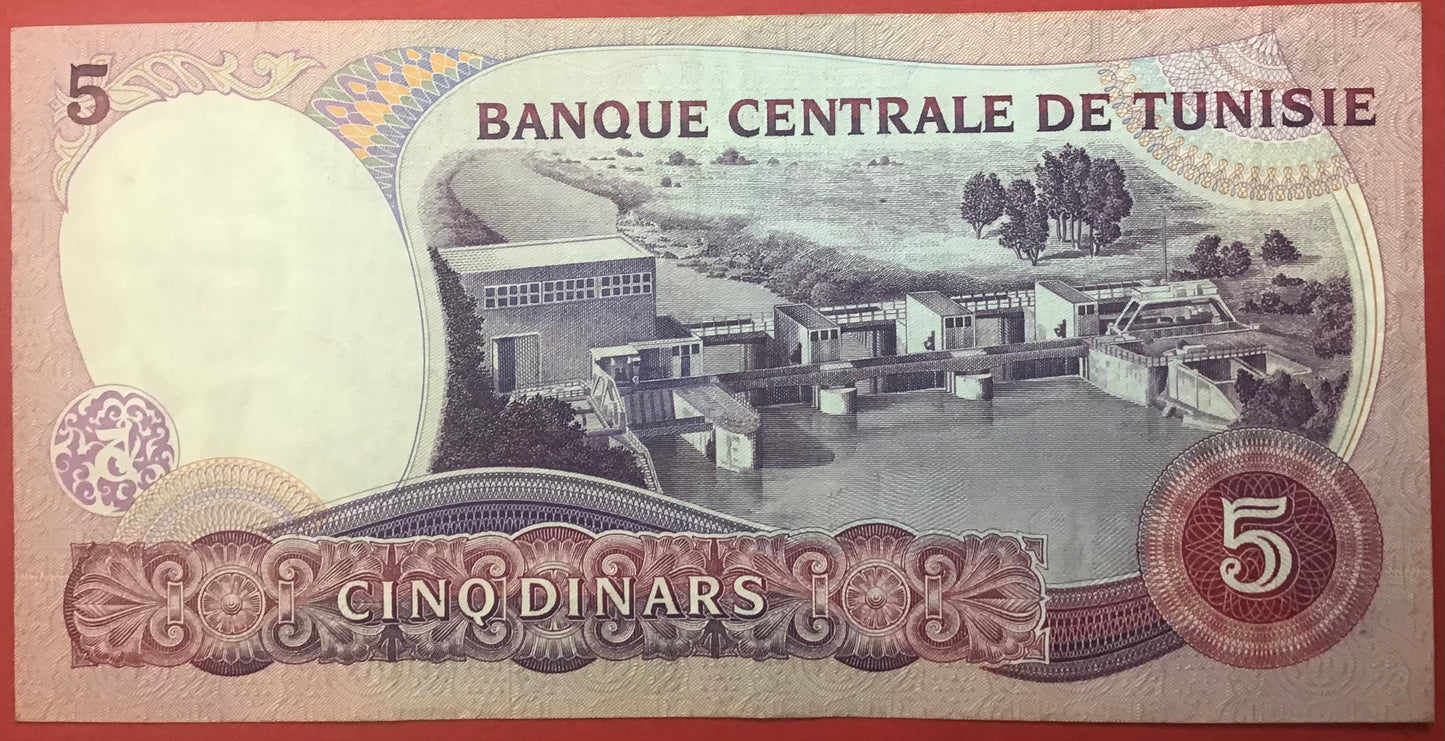 5
BANQUE CENTRALE DE TUNISIE
CINQ DINARS
5